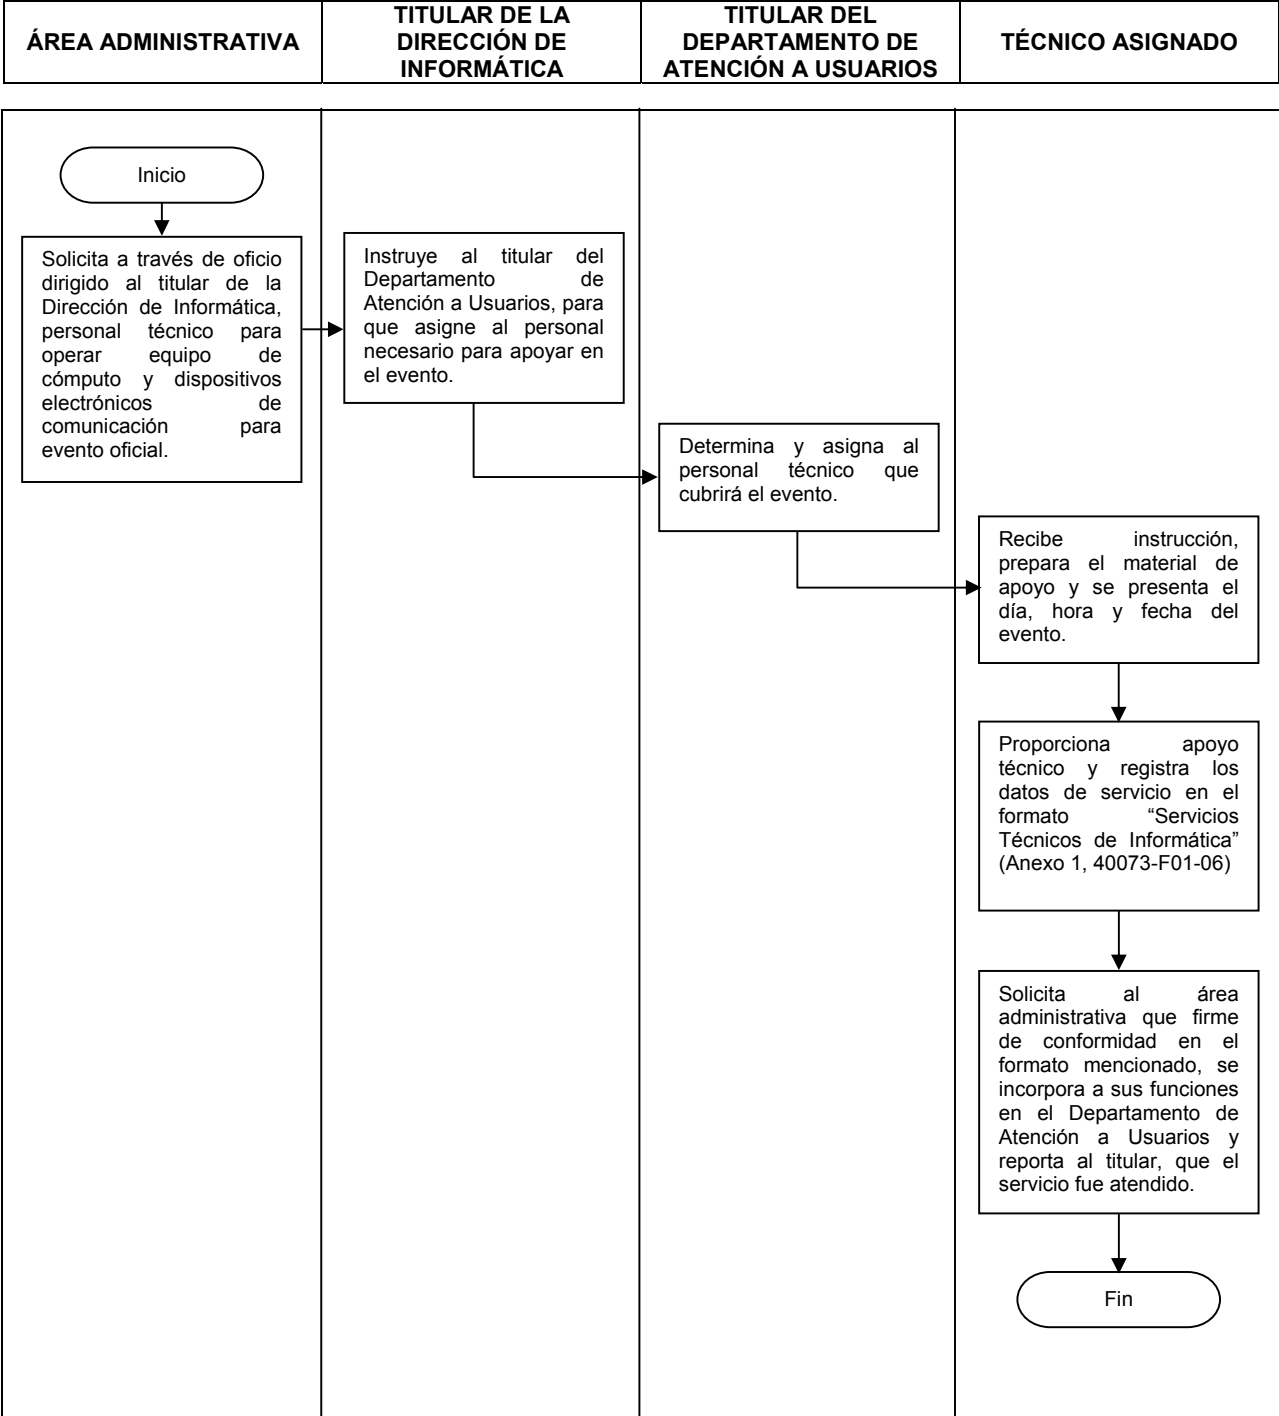 ÁREA ADMINISTRATIVA
TITULAR DE LA
DIRECCIÓN DE
INFORMÁTICA
TITULAR DEL
DEPARTAMENTO DE
ATENCIÓN A USUARIOS
TÉCNICO ASIGNADO
Inicio
Solicita a través de oficio
dirigido al titular de la
Dirección de Informática,
personal técnico para
operar equipo de
cómputo y dispositivos
electrónicos de
comunicación para
evento oficial.
Instruye al titular del
Departamento de
Atención a Usuarios, para
que asigne al personal
necesario para apoyar en
el evento.
Determina y asigna al
personal técnico que
cubrirá el evento.
Recibe instrucción,
prepara el material de
apoyo y se presenta el
día, hora y fecha del
evento.
Proporciona apoyo
técnico y registra los
datos de servicio en el
formato “Servicios
Técnicos de Informática”
(Anexo 1, 40073-F01-06)
Solicita al área
administrativa que firme
de conformidad en el
formato mencionado, se
incorpora a sus funciones
en el Departamento de
Atención a Usuarios y
reporta al titular, que el
servicio fue atendido.
Fin